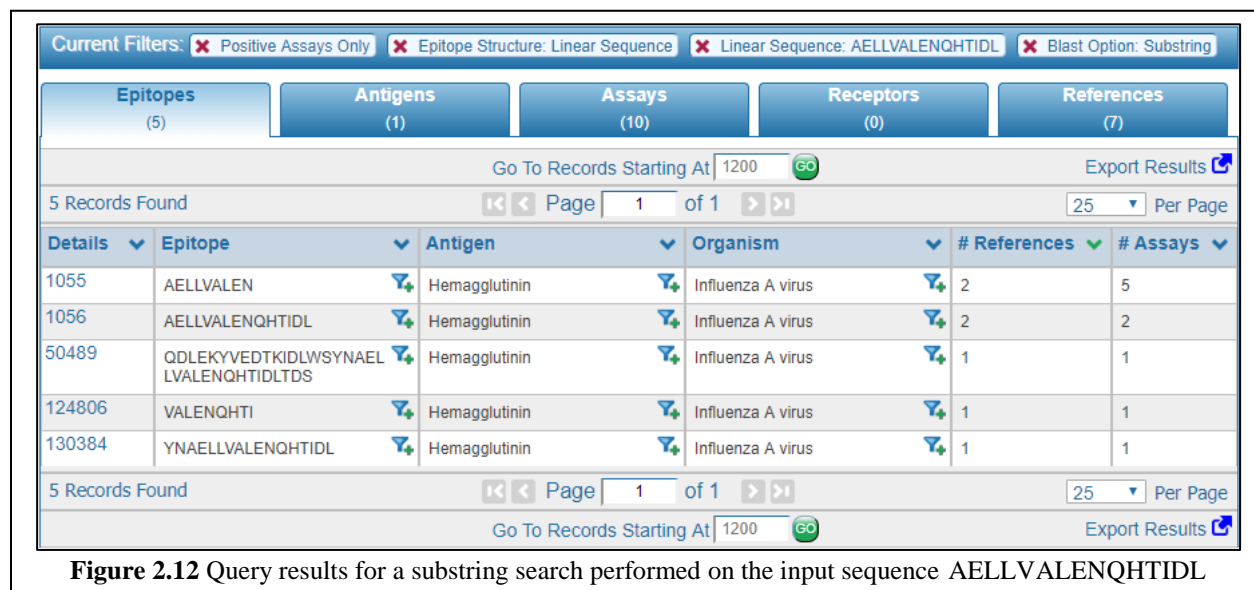 Current Filters: Positive Assays Only Epitope Structure: Linear Sequence Linear Sequence: AELLVALENQHTIDL Blast Option: Substring
Epitopes Antigens Assays Receptors References
(5) (1) (10) (0) (7)
Go To Records Starting At 1200 GO Export Results
5 Records Found Page 1 of 1 25 Per Page
Details Epitope Antigen Organism # References # Assays
1055 AELLVALEN Hemagglutinin Influenza A virus 2 5
1056 AELLVALENQHTIDL Hemagglutinin Influenza A virus 2 2
50489 QDLEKYVEDTKIDLWSYNAEL Hemagglutinin Influenza A virus 1 1
LVALENQHTIDLTDS
124806 VALENQHTI Hemagglutinin Influenza A virus 1 1
130384 YNAELLVALENQHTIDL Hemagglutinin Influenza A virus 1 1
5 Records Found Page 1 of 1 25 Per Page
Go To Records Starting At 1200 GO Export Results
Figure 2.12 Query results for a substring search performed on the input sequence AELLVALENQHTIDL